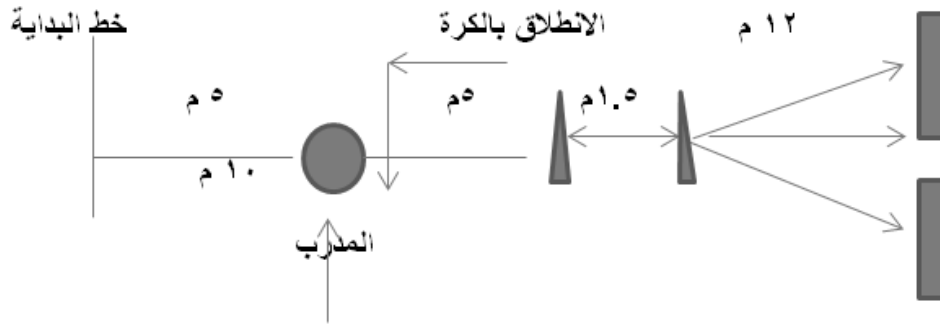 خط البداية
الانطلاق بالكرة
١٢ م
٥ م
٥م
١.٥م
١٠ م
المدرب